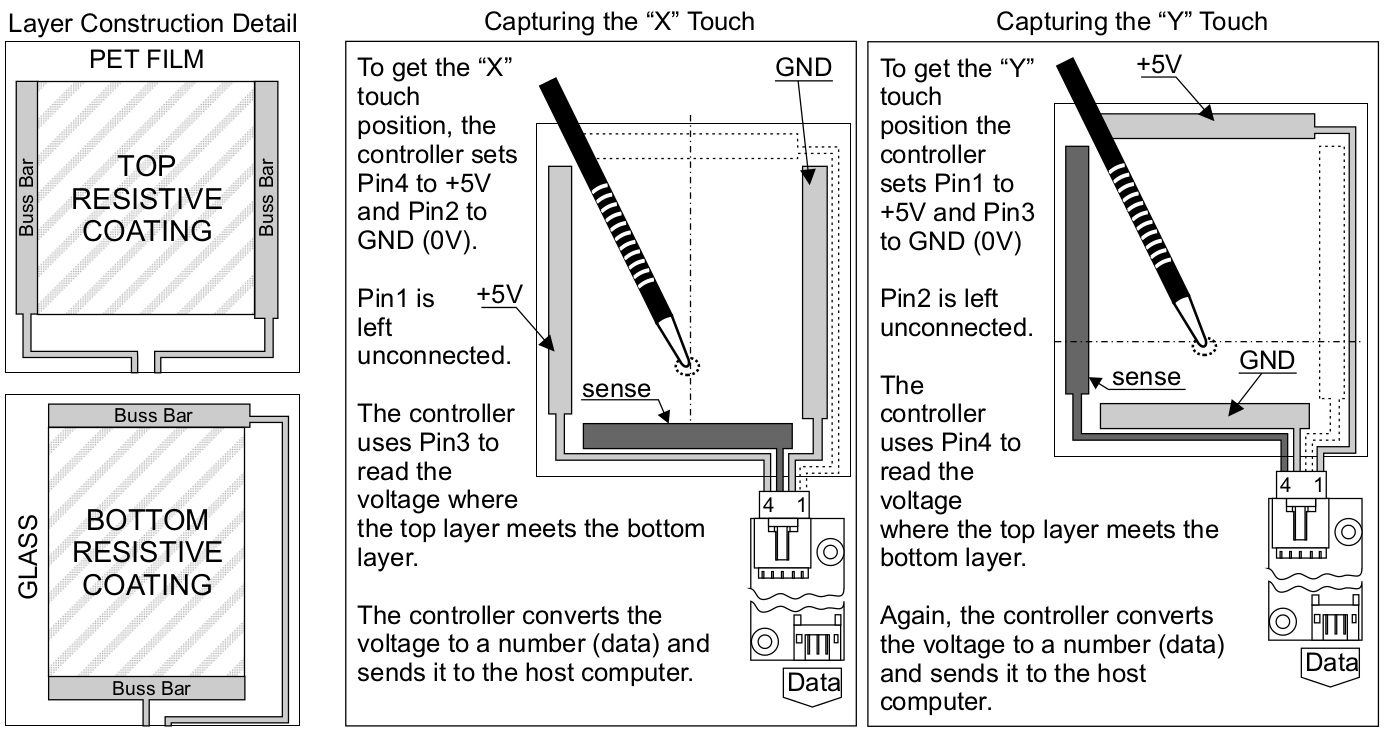 Layer Construction Detail
PET FILM
Buss Bar
TOP
RESISTIVE
COATING
Buss Bar
Buss Bar
GLASS
BOTTOM
RESISTIVE
COATING
Buss Bar
Capturing the “X” Touch
To get the “X”
touch
position, the
controller sets
Pin4 to +5V
and Pin2 to
GND (0V).
Pin1 is
left
unconnected.
The controller
uses Pin3 to
read the
voltage where
the top layer meets the bottom
layer.
The controller converts the
voltage to a number (data) and
sends it to the host computer.
GND
+5V
sense
4 1
Data
Capturing the “Y” Touch
To get the “Y”
touch
position the
controller
sets Pin1 to
+5V and Pin3
to GND (0V)
Pin2 is left
unconnected.
The
controller
uses Pin4 to
read the
voltage
where the top layer meets the
bottom layer.
Again, the controller converts
the voltage to a number (data)
and sends it to the host
computer.
+5V
sense
GND
4 1
Data